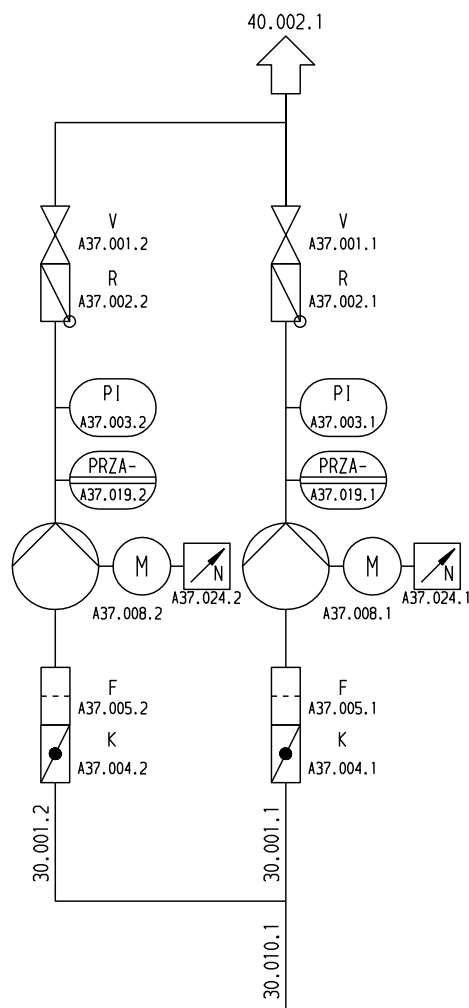 40.002.1
V
A37.001.2
V
A37.001.1
R
A37.002.2
R
A37.002.1
PI
A37.003.2
PI
A37.003.1
PRZA-
A37.019.2
PRZA-
A37.019.1
M
N
M
N
A37.024.2
A37.024.1
A37.008.2
A37.008.1
F
A37.005.2
F
A37.005.1
K
A37.004.2
K
A37.004.1
30.001.2
30.001.1
30.010.1